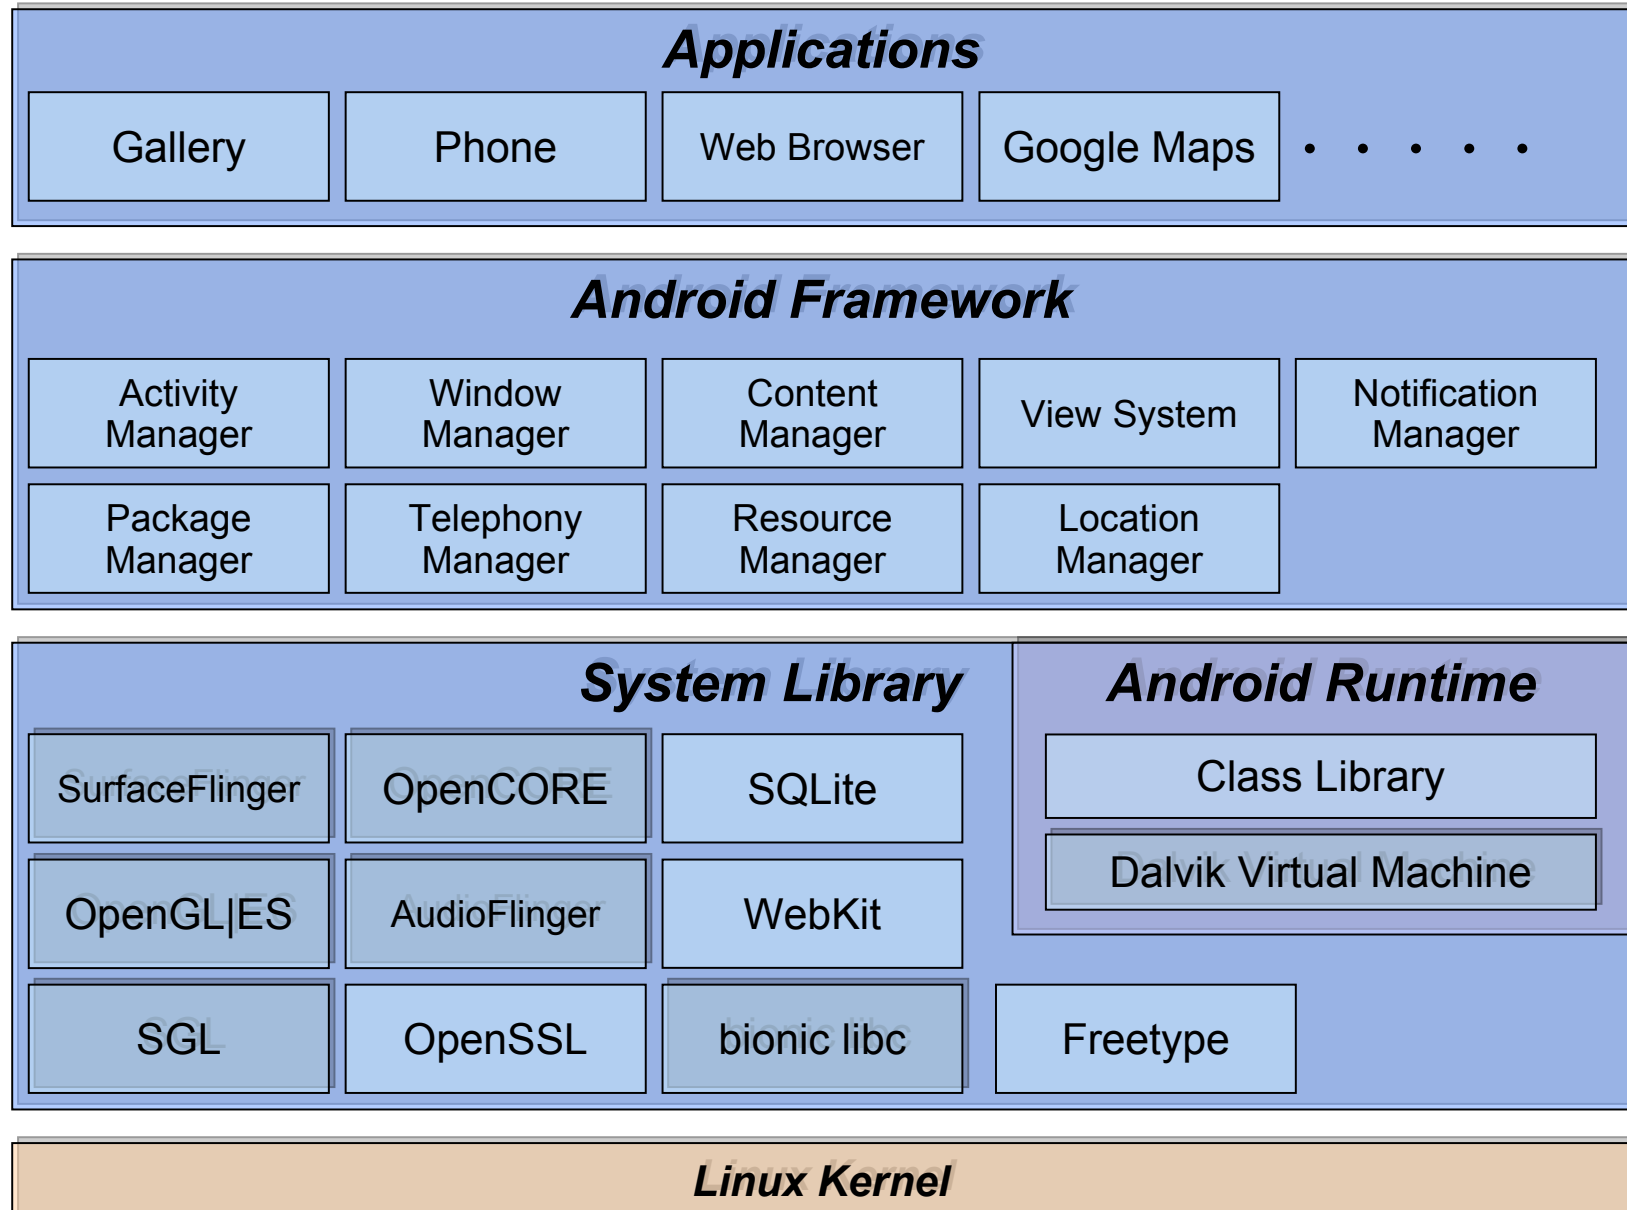 Applications
Gallery
Phone
Web Browser
Google Maps
. . . . .
Android Framework
Activity
Manager
Window
Manager
Content
Manager
View System
Notification
Manager
Package
Manager
Telephony
Manager
Resource
Manager
Location
Manager
System Library
SurfaceFlinger
OpenCORE
SQLite
OpenGL|ES
AudioFlinger
WebKit
SGL
OpenSSL
bionic libc
Freetype
Android Runtime
Class Library
Dalvik Virtual Machine
Linux Kernel